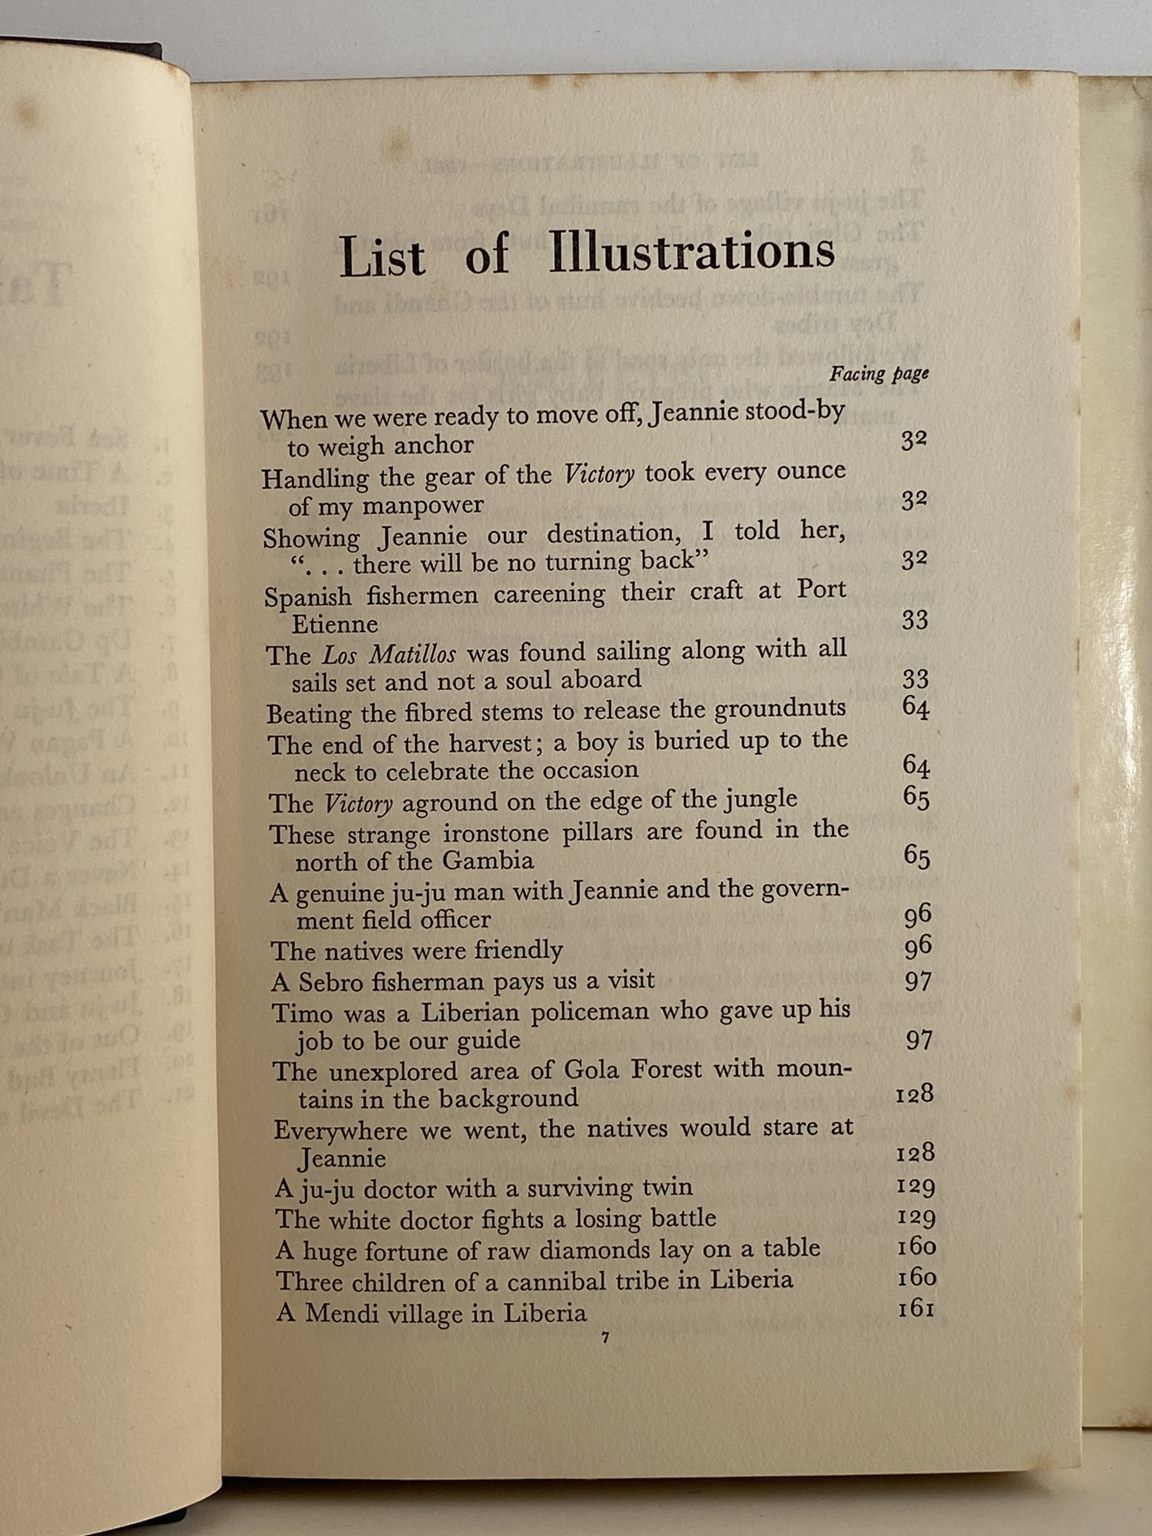 List of Illustrations
Facing page
When we were ready to move off, Jeannie stood-by
to weigh anchor 32
Handling the gear of the Victory took every ounce
of my manpower 32
Showing Jeannie our destination, I told her,
“. . . there will be no turning back” 32
Spanish fishermen careening their craft at Port
Etienne 33
The Los Matillos was found sailing along with all
sails set and not a soul aboard 33
Beating the fibred stems to release the groundnuts 64
The end of the harvest; a boy is buried up to the
neck to celebrate the occasion 64
The Victory aground on the edge of the jungle 65
These strange ironstone pillars are found in the
north of the Gambia 65
A genuine ju-ju man with Jeannie and the govern-
ment field officer 96
The natives were friendly 96
A Sebro fisherman pays us a visit 97
Timo was a Liberian policeman who gave up his
job to be our guide 97
The unexplored area of Gola Forest with moun-
tains in the background 128
Everywhere we went, the natives would stare at
Jeannie 128
A ju-ju doctor with a surviving twin 129
The white doctor fights a losing battle 129
A huge fortune of raw diamonds lay on a table 160
Three children of a cannibal tribe in Liberia 160
A Mendi village in Liberia 161
7